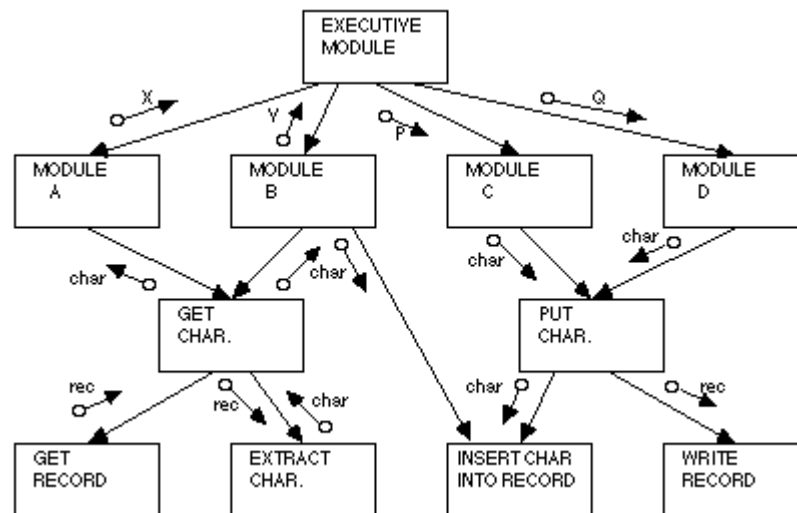 EXECUTIVE
MODULE
X
Y
P
Q
MODULE
A
MODULE
B
MODULE
C
MODULE
D
char
char
char
char
GET
CHAR.
PUT
CHAR.
rec
rec
char
char
rec
GET
RECORD
EXTRACT
CHAR.
INSERT CHAR
INTO RECORD
WRITE
RECORD